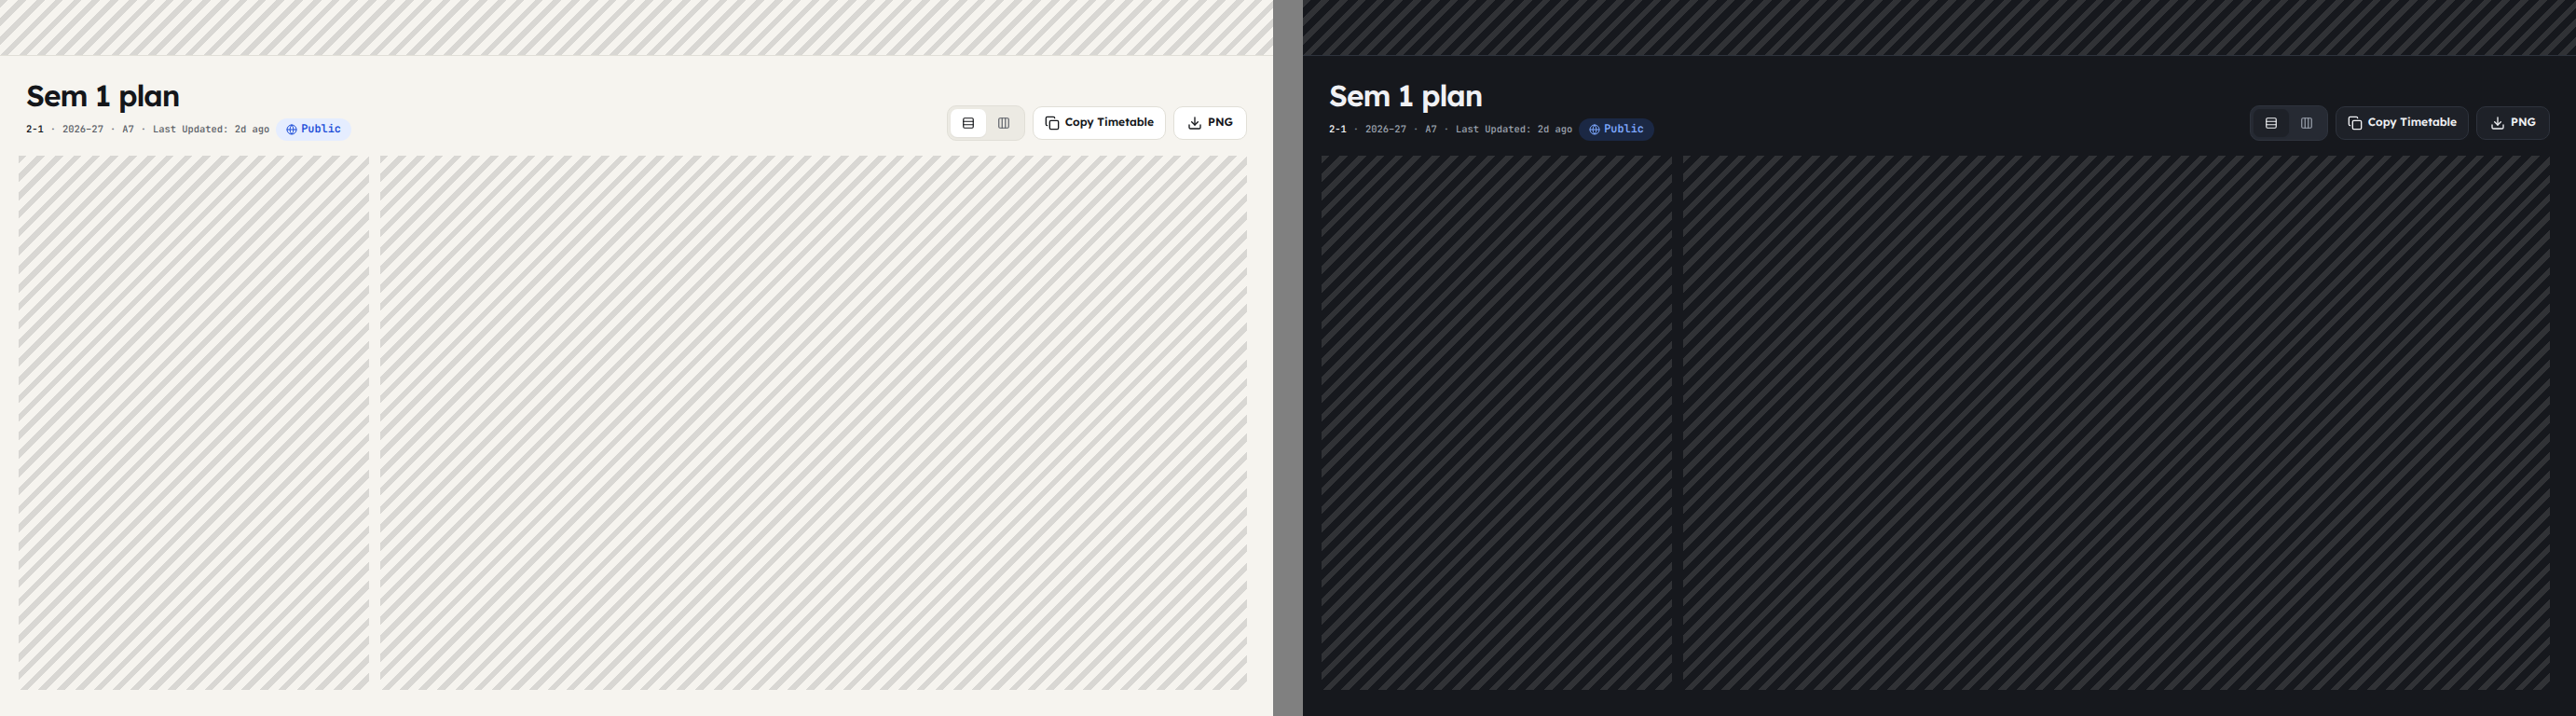 Sem 1 plan
2-1 · 2026-27 · A7 · Last Updated: 2d ago Public
Copy Timetable PNG
Sem 1 plan
2-1 · 2026-27 · A7 · Last Updated: 2d ago Public
Copy Timetable PNG